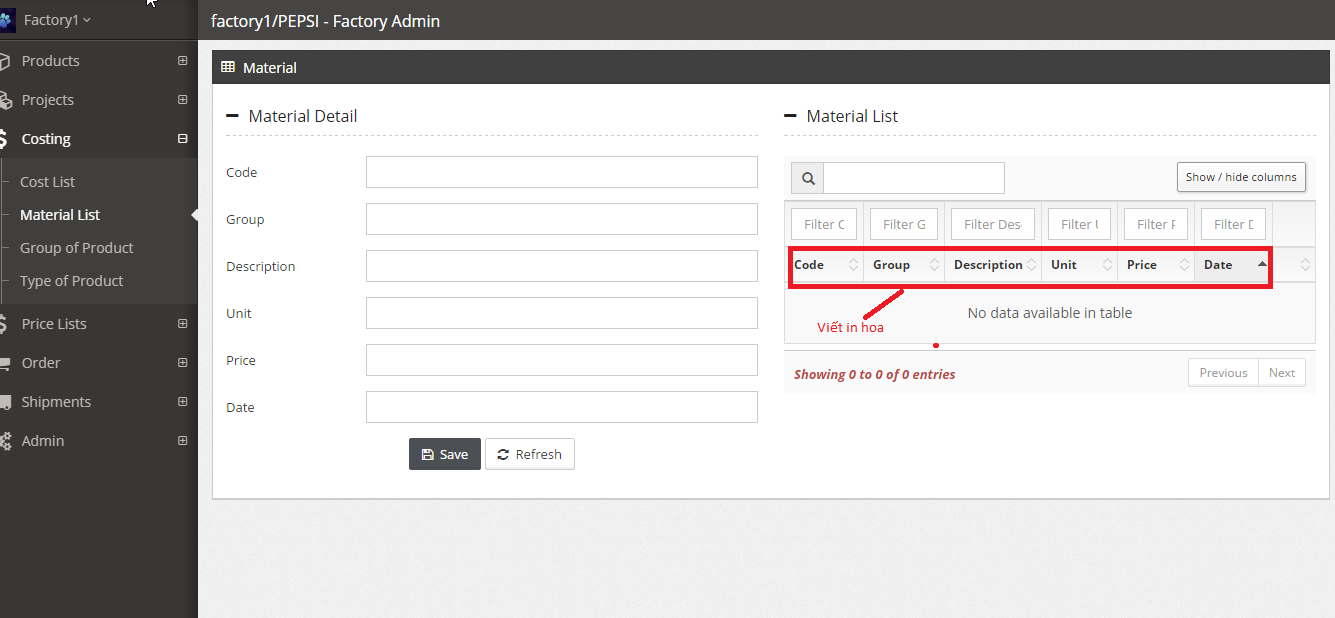 Factory1
factory1/PEPSI - Factory Admin
Products
Projects
Costing
Cost List
Material List
Group of Product
Type of Product
Price Lists
Order
Shipments
Admin
Material
Material Detail
Code
Group
Description
Unit
Price
Date
Save Refresh
Material List
Show / hide columns
Filter C Filter G Filter Des Filter U Filter P Filter D
Code Group Description Unit Price Date
No data available in table
Viết in hoa
Showing 0 to 0 of 0 entries
Previous Next